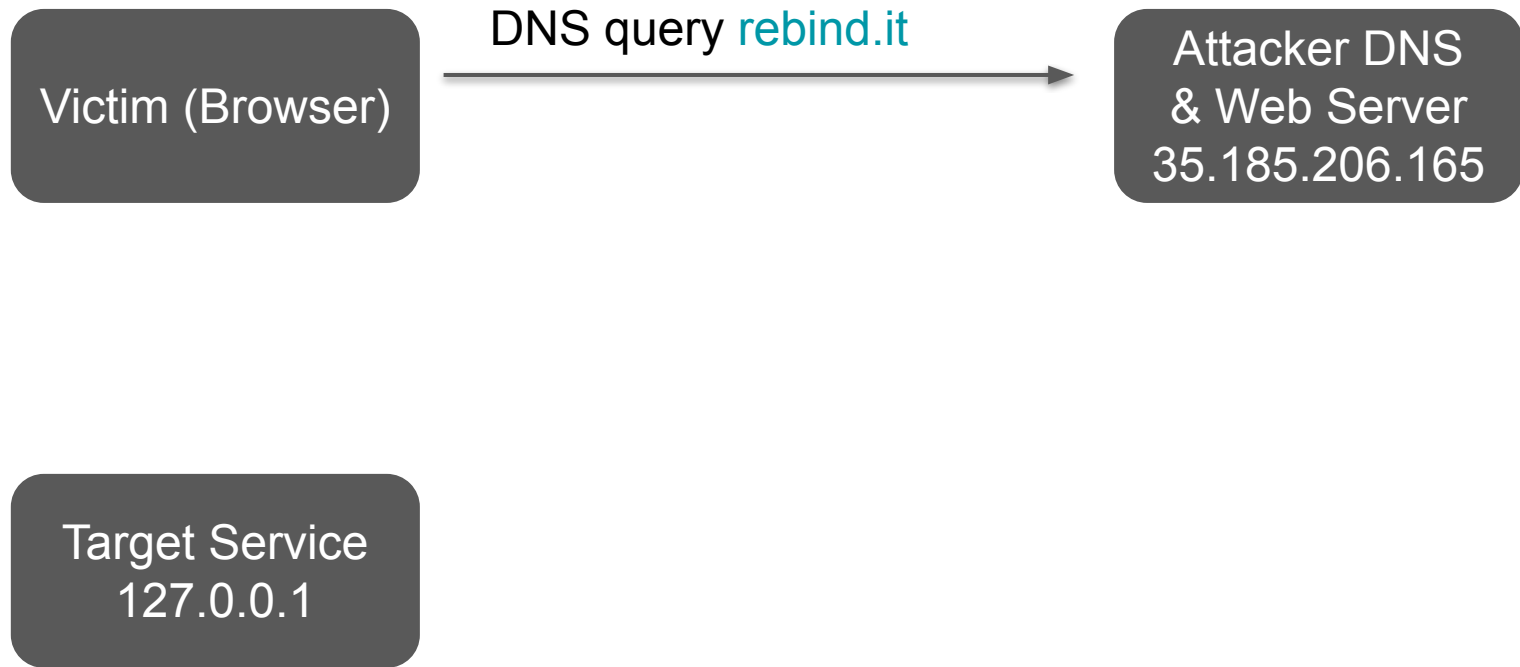 DNS query rebind.it
Victim (Browser)
Attacker DNS
& Web Server
35.185.206.165
Target Service
127.0.0.1